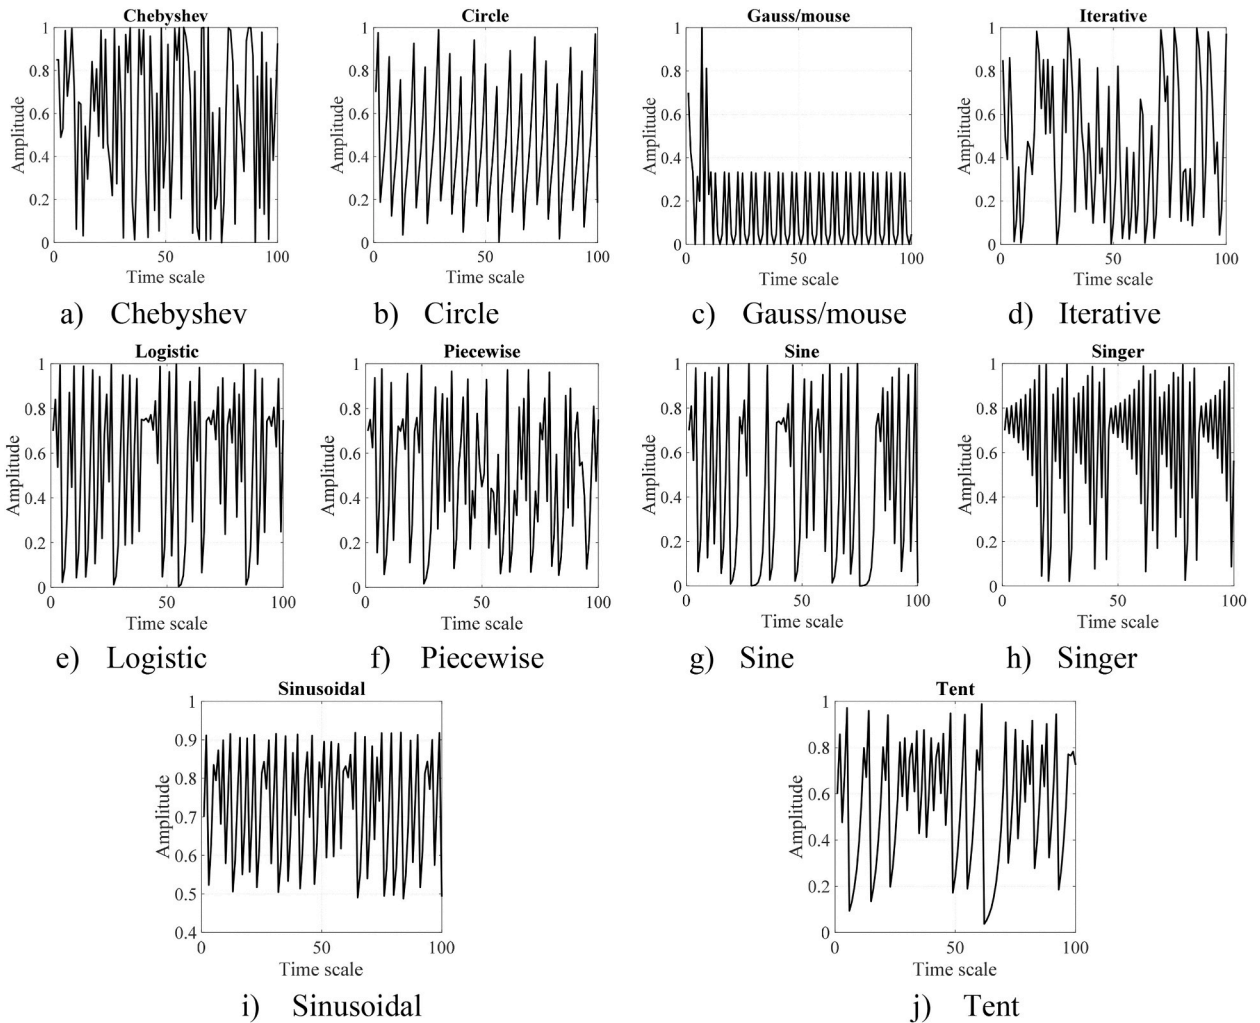 Chebyshev
1
0.8
0.6
0.4
0.2
0
Amplitude
0 50 100
Time scale
a) Chebyshev
Circle
1
0.8
0.6
0.4
0.2
0
Amplitude
0 50 100
Time scale
b) Circle
Gauss/mouse
1
0.8
0.6
0.4
0.2
0
Amplitude
0 50 100
Time scale
c) Gauss/mouse
Iterative
1
0.8
0.6
0.4
0.2
0
Amplitude
0 50 100
Time scale
d) Iterative
Logistic
1
0.8
0.6
0.4
0.2
0
Amplitude
0 50 100
Time scale
e) Logistic
Piecewise
1
0.8
0.6
0.4
0.2
0
Amplitude
0 50 100
Time scale
f) Piecewise
Sine
1
0.8
0.6
0.4
0.2
0
Amplitude
0 50 100
Time scale
g) Sine
Singer
1
0.8
0.6
0.4
0.2
0
Amplitude
0 50 100
Time scale
h) Singer
Sinusoidal
1
0.9
0.8
0.7
0.6
0.5
0.4
Amplitude
0 50 100
Time scale
i) Sinusoidal
Tent
1
0.8
0.6
0.4
0.2
0
Amplitude
0 50 100
Time scale
j) Tent